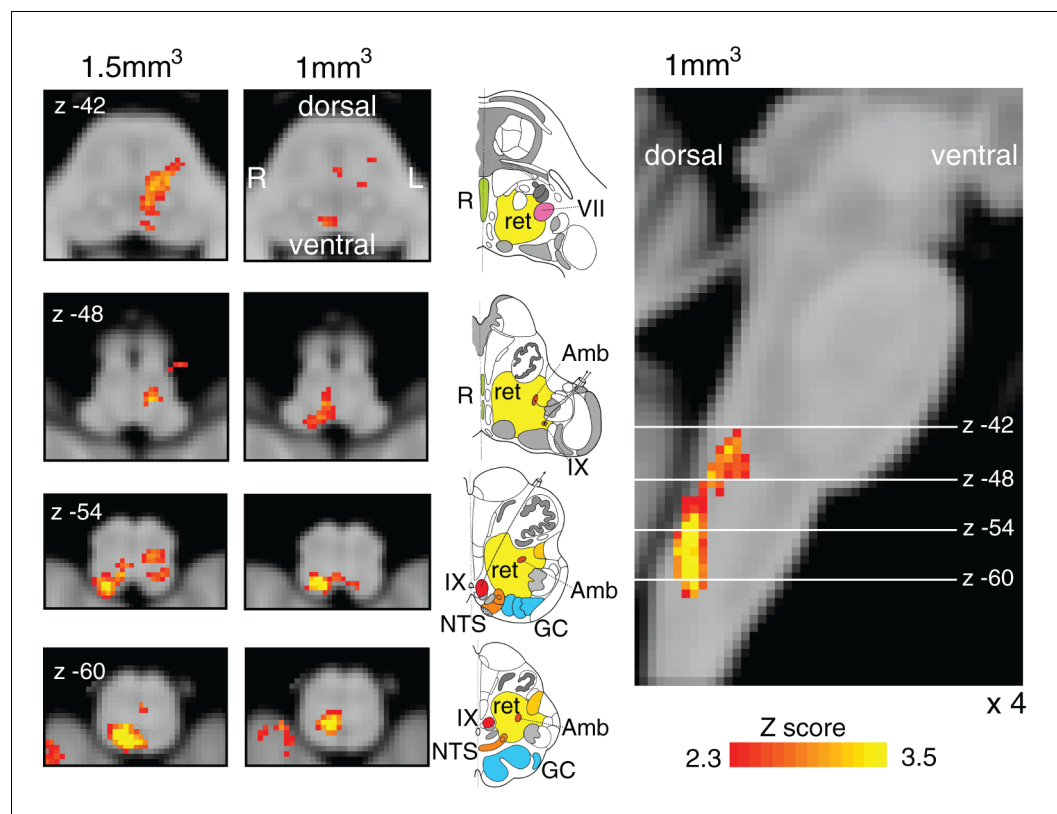 1.5mm³
1mm³
1mm³
z -42
dorsal
R
L
ventral
R
ret
VII
z -48
Amb
ret
R
IX
z -54
ret
IX
Amb
NTS
GC
z -60
ret
IX
Amb
NTS
GC
dorsal
ventral
z -42
z -48
z -54
z -60
x 4
Z score
2.3
3.5